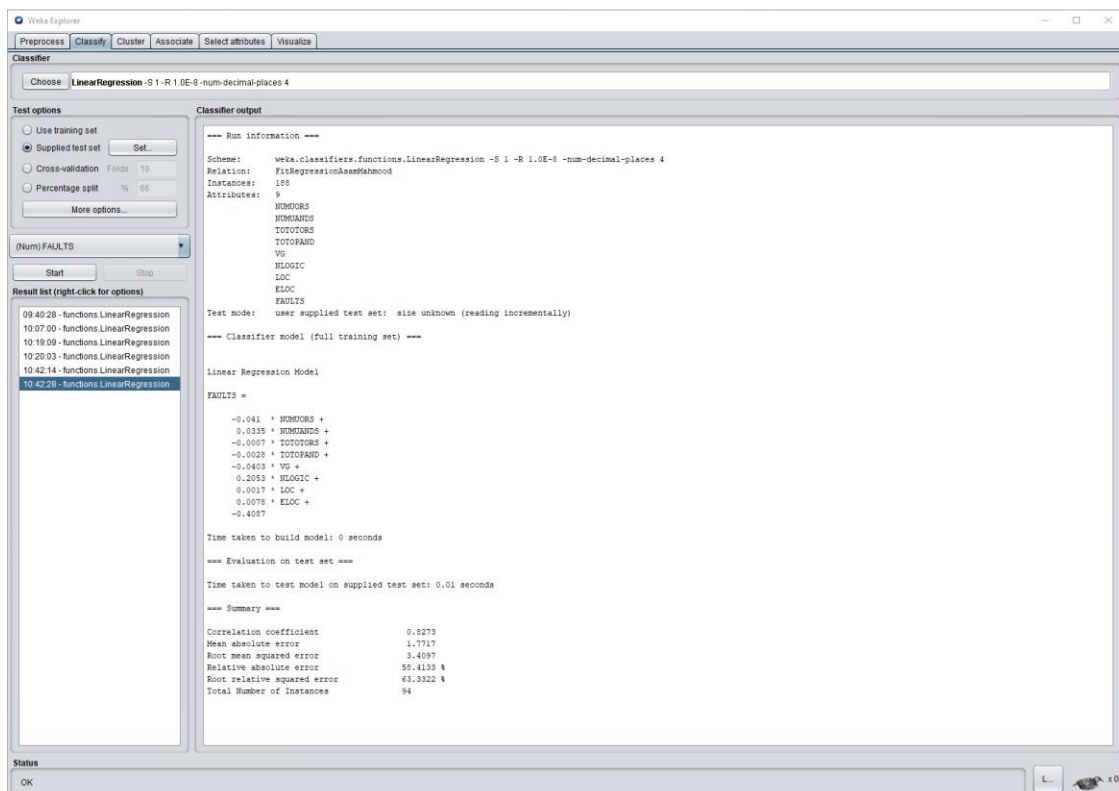 Weka Explorer
Preprocess Classify Cluster Associate Select attributes Visualize
Classifier
Choose LinearRegression -S 1 -R 1.0E-8 -num-decimal-places 4
Test options
Use training set
Supplied test set Set...
Cross-validation Folds 10
Percentage split % 66
More options...
(Num) FAULTS
Start Stop
Result list (right-click for options)
09:40:28 - functions.LinearRegression
10:07:00 - functions.LinearRegression
10:19:09 - functions.LinearRegression
10:20:03 - functions.LinearRegression
10:42:14 - functions.LinearRegression
10:42:28 - functions.LinearRegression
Classifier output
=== Run information ===
Scheme: weka.classifiers.functions.LinearRegression -S 1 -R 1.0E-8 -num-decimal-places 4
Relation: FitRegressionAsamMahmood
Instances: 188
Attributes: 9
NUMUORS
NUMUANDS
TOTOTORS
TOTOPAND
VG
NLOGIC
LOC
ELOC
FAULTS
Test mode: user supplied test set: size unknown (reading incrementally)
=== Classifier model (full training set) ===
Linear Regression Model
FAULTS =
-0.041 * NUMUORS +
0.0335 * NUMUANDS +
-0.0007 * TOTOTORS +
-0.0028 * TOTOPAND +
-0.0403 * VG +
0.2053 * NLOGIC +
0.0017 * LOC +
0.0078 * ELOC +
-0.4087
Time taken to build model: 0 seconds
=== Evaluation on test set ===
Time taken to test model on supplied test set: 0.01 seconds
=== Summary ===
Correlation coefficient 0.8273
Mean absolute error 1.7717
Root mean squared error 3.4097
Relative absolute error 58.4133 %
Root relative squared error 63.3322 %
Total Number of Instances 94
Status
OK
L... x 0